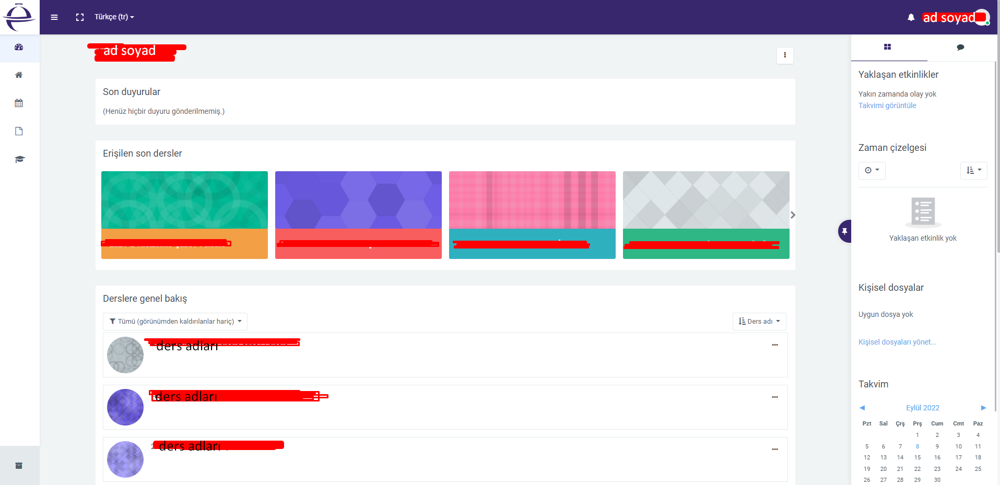 Türkçe (tr)
ad soyad
ad soyad
Son duyurular
(Henüz hiçbir duyuru gönderilmemiş.)
Erişilen son dersler
Derslere genel bakış
Tümü (görünümden kaldırılanlar hariç)
Ders adı
ders adları
ders adları
ders adları
Yaklaşan etkinlikler
Yakın zamanda olay yok
Takvimi görüntüle
Zaman çizelgesi
Yaklaşan etkinlik yok
Kişisel dosyalar
Uygun dosya yok
Kişisel dosyaları yönet...
Takvim
◀ Eylül 2022 ▶
Pzt Sal Çrş Prş Cum Cmt Paz
1 2 3 4
5 6 7 8 9 10 11
12 13 14 15 16 17 18
19 20 21 22 23 24 25
26 27 28 29 30